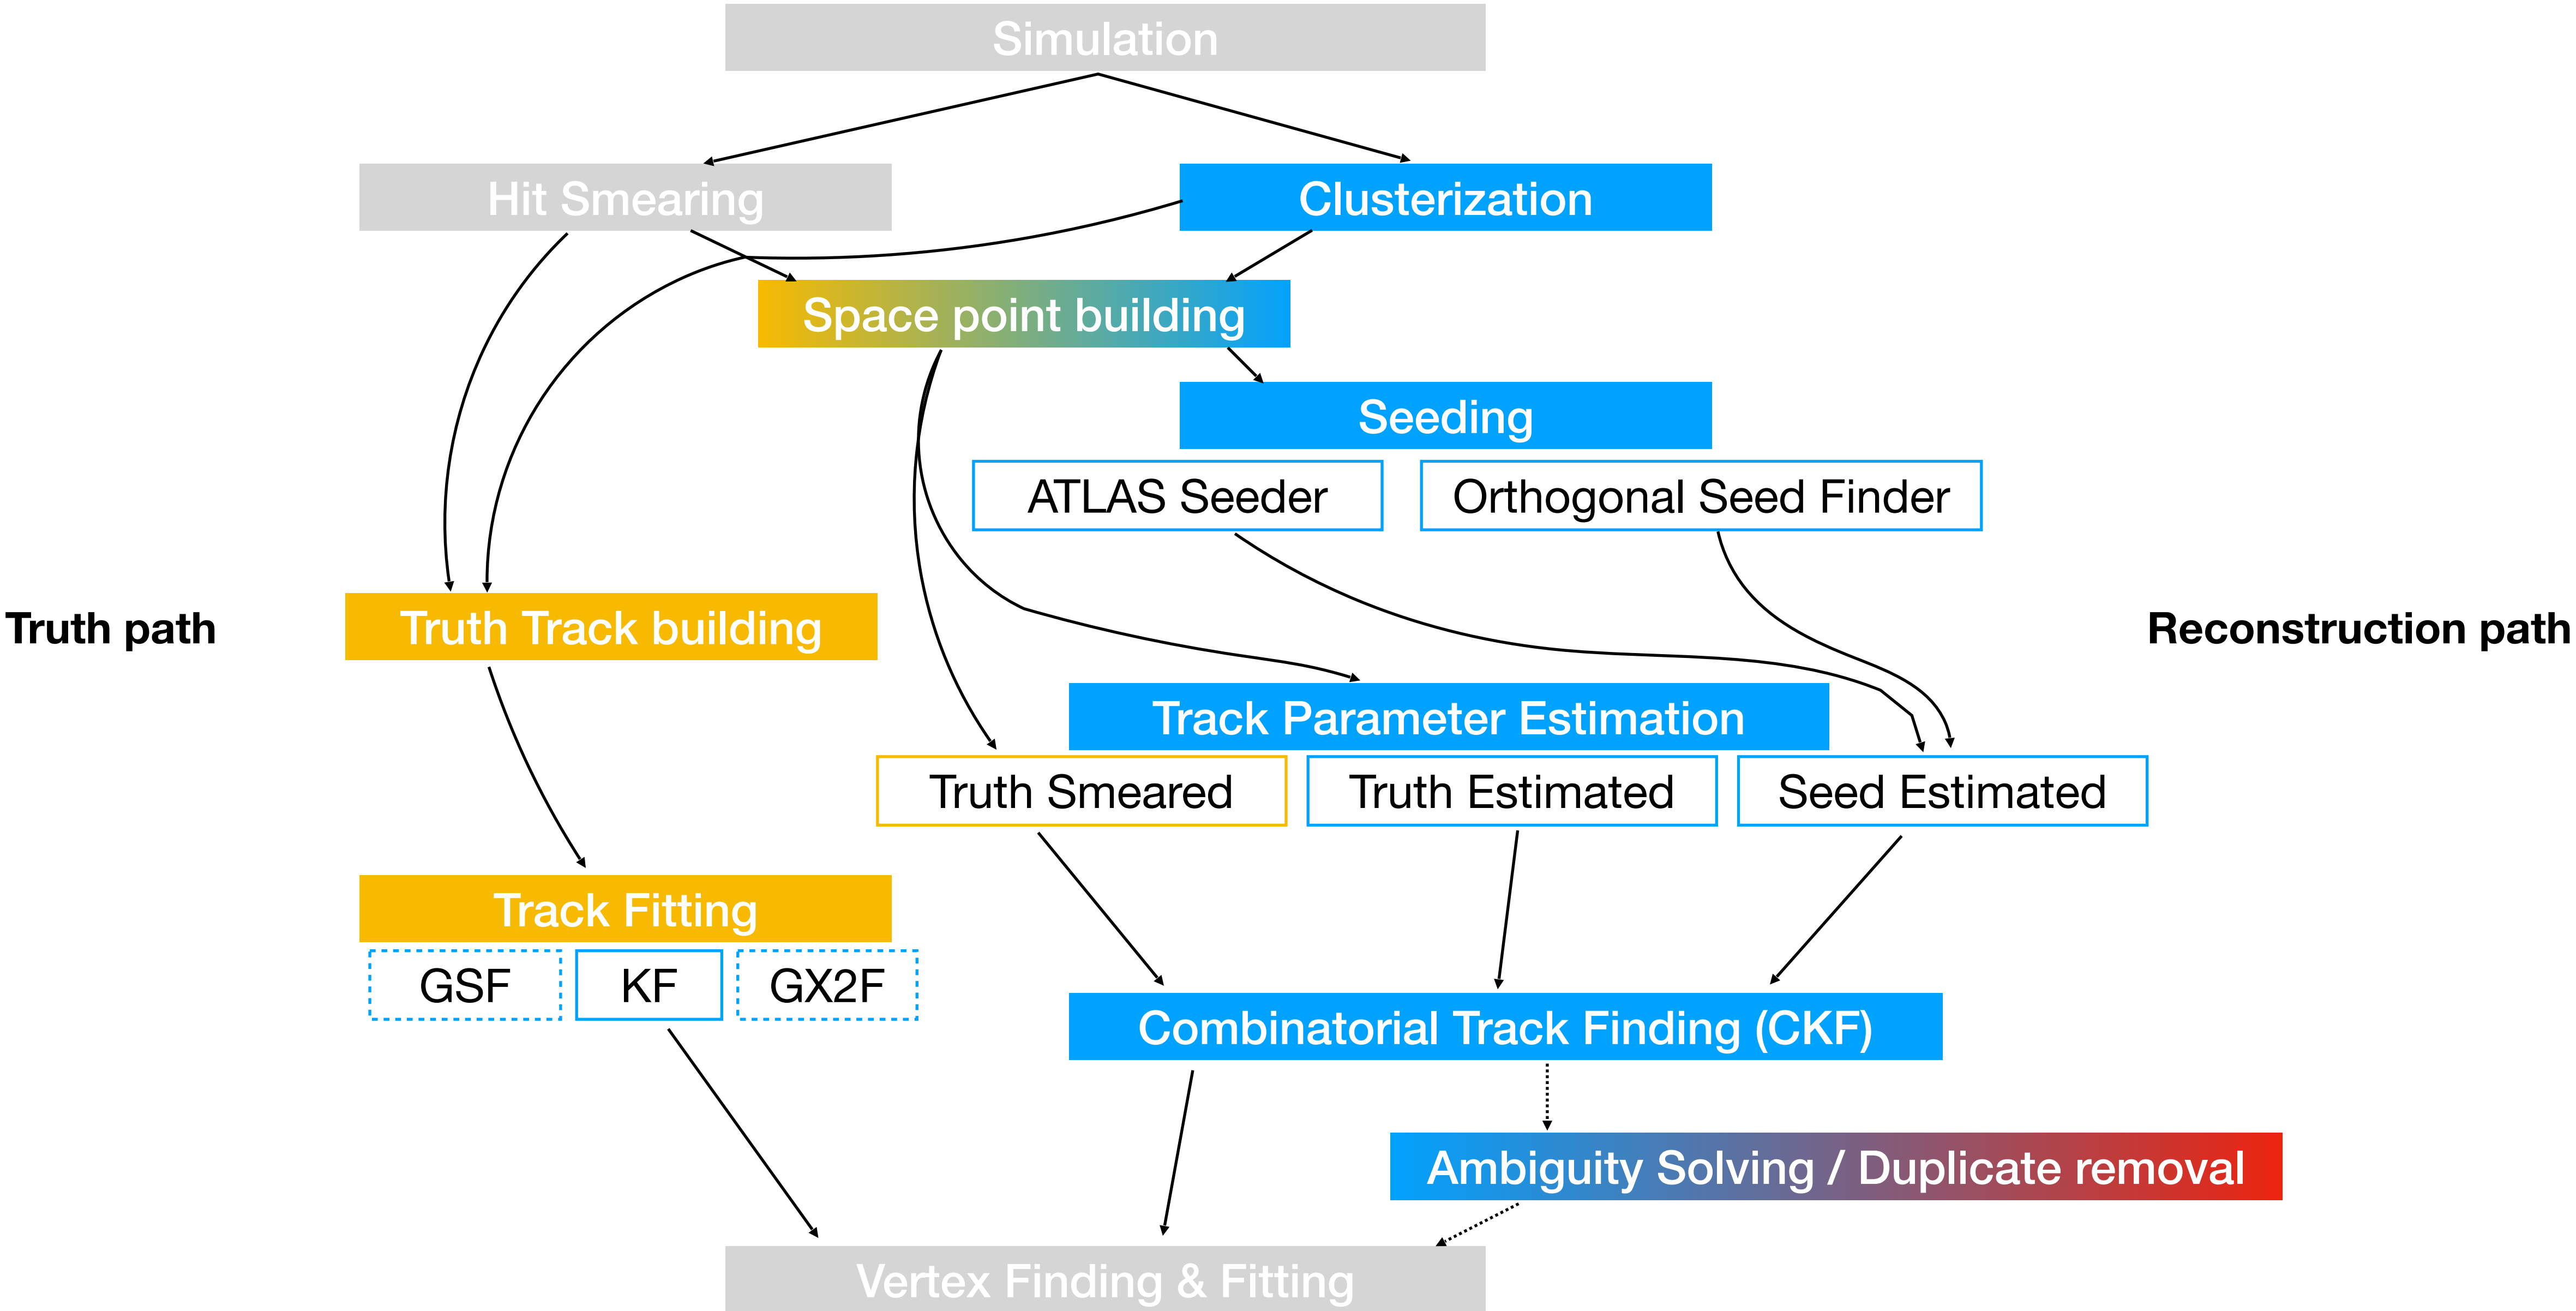 Simulation
Hit Smearing
Clusterization
Space point building
Seeding
ATLAS Seeder
Orthogonal Seed Finder
Truth path
Truth Track building
Reconstruction path
Track Parameter Estimation
Truth Smeared
Truth Estimated
Seed Estimated
Track Fitting
GSF
KF
GX2F
Combinatorial Track Finding (CKF)
Ambiguity Solving / Duplicate removal
Vertex Finding & Fitting